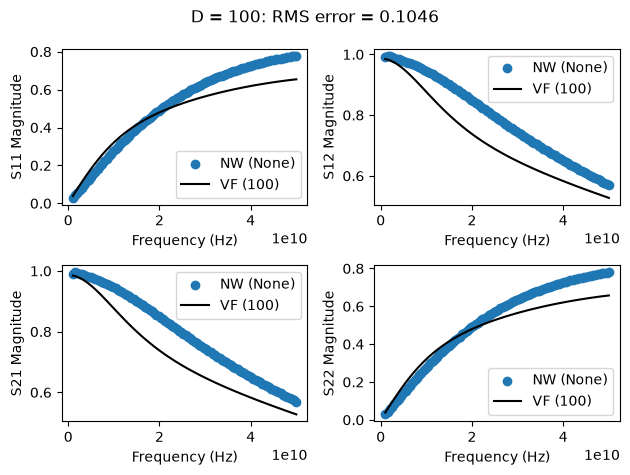 D = 100: RMS error = 0.1046
S11 Magnitude
0.8
0.6
0.4
0.2
0.0
NW (None)
VF (100)
0
2
4
1e10
Frequency (Hz)
S12 Magnitude
1.0
0.8
0.6
NW (None)
VF (100)
0
2
4
1e10
Frequency (Hz)
S21 Magnitude
1.0
0.8
0.6
NW (None)
VF (100)
0
2
4
1e10
Frequency (Hz)
S22 Magnitude
0.8
0.6
0.4
0.2
0.0
NW (None)
VF (100)
0
2
4
1e10
Frequency (Hz)